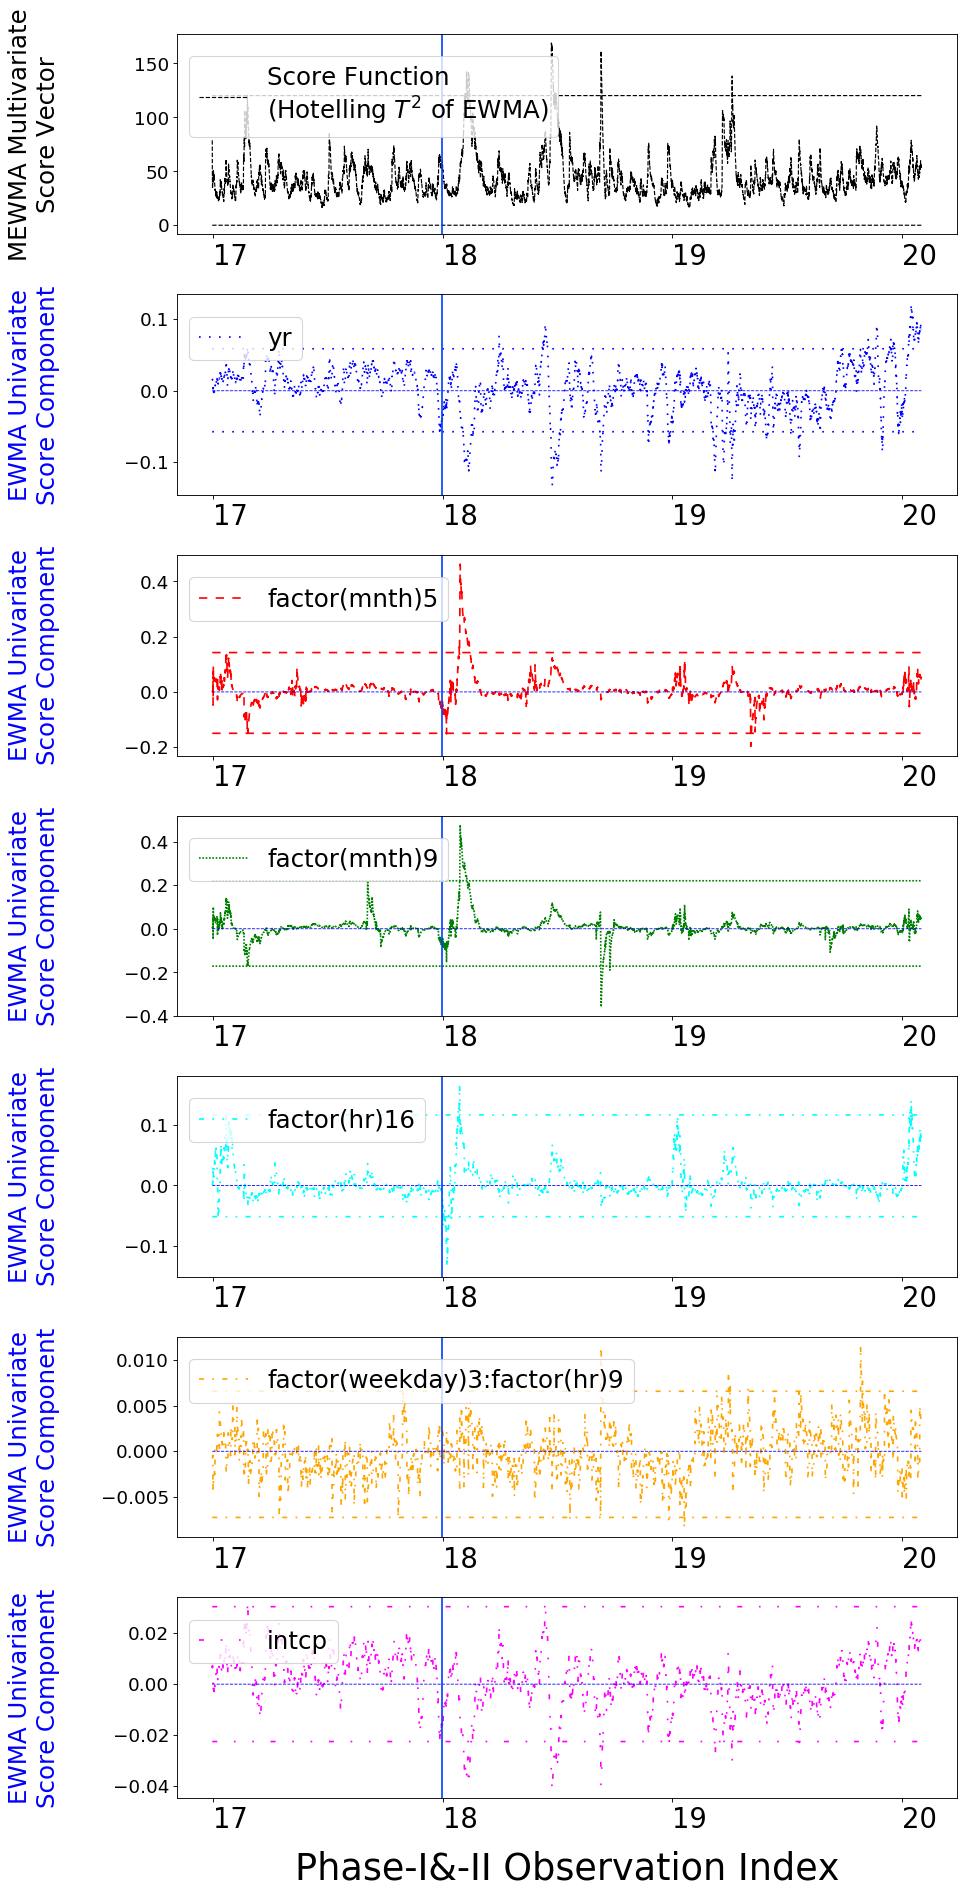 MEWMA Multivariate
Score Vector
150
100
50
0
Score Function
(Hotelling T² of EWMA)
17 18 19 20
EWMA Univariate
Score Component
0.1
0.0
−0.1
yr
17 18 19 20
EWMA Univariate
Score Component
0.4
0.2
0.0
−0.2
factor(mnth)5
17 18 19 20
EWMA Univariate
Score Component
0.4
0.2
0.0
−0.2
−0.4
factor(mnth)9
17 18 19 20
EWMA Univariate
Score Component
0.1
0.0
−0.1
factor(hr)16
17 18 19 20
EWMA Univariate
Score Component
0.010
0.005
0.000
−0.005
factor(weekday)3:factor(hr)9
17 18 19 20
EWMA Univariate
Score Component
0.02
0.00
−0.02
−0.04
intcp
17 18 19 20
Phase-I&-II Observation Index